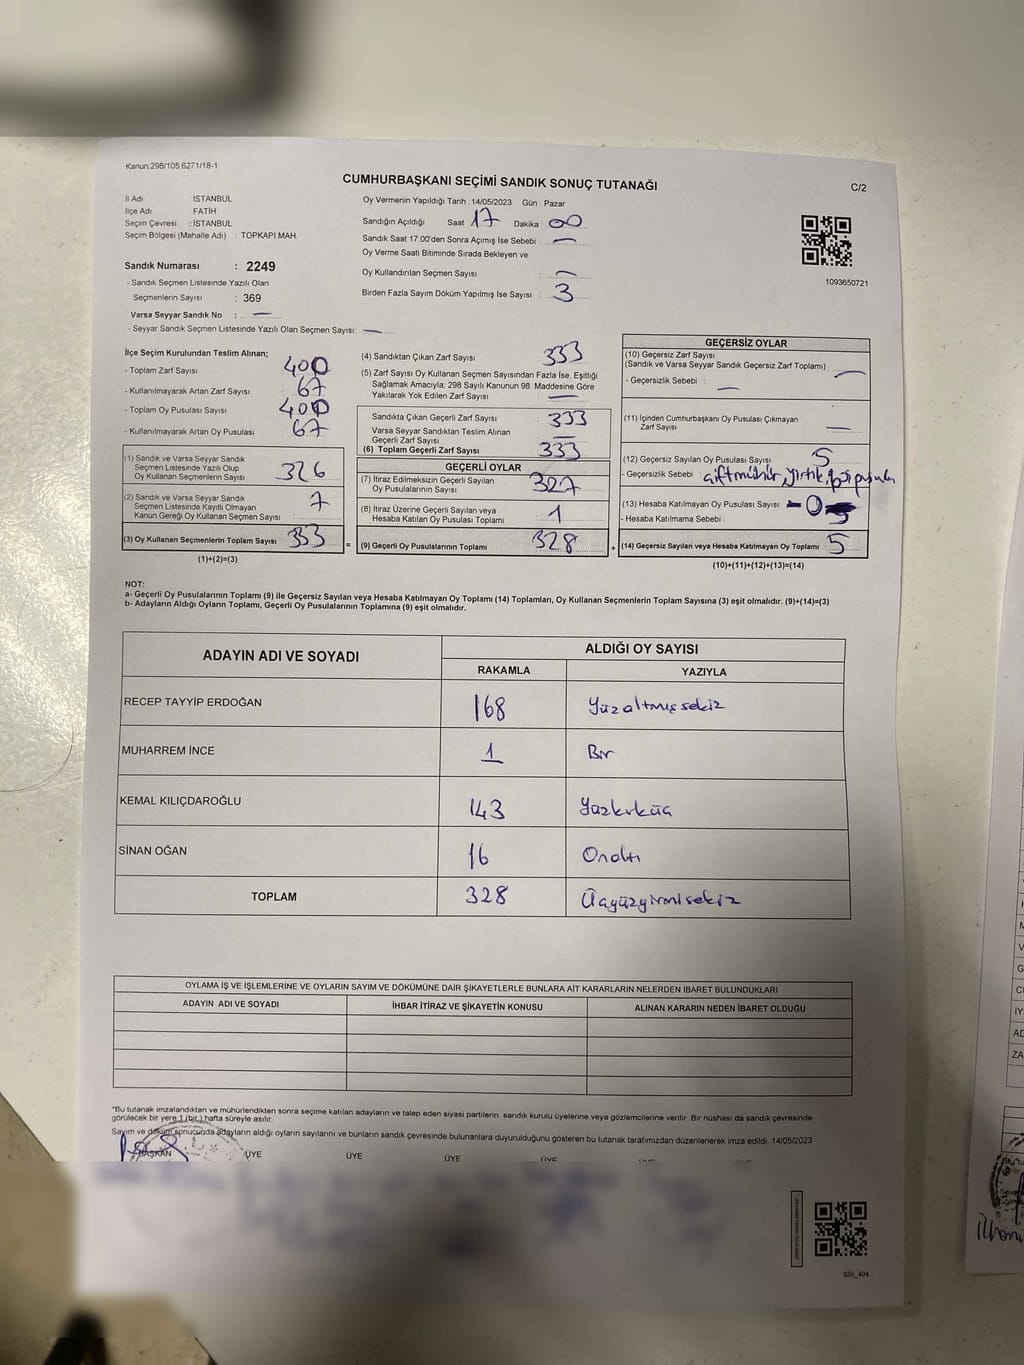 Kanun.298/105,6271/18-1
CUMHURBAŞKANI SEÇİMİ SANDIK SONUÇ TUTANAĞI
C/2
İl Adı : İSTANBUL
İlçe Adı : FATİH
Seçim Çevresi : İSTANBUL
Seçim Bölgesi (Mahalle Adı) : TOPKAPI MAH.
Sandık Numarası : 2249
- Sandık Seçmen Listesinde Yazılı Olan
Seçmenlerin Sayısı : 369
Varsa Seyyar Sandık No : —
- Seyyar Sandık Seçmen Listesinde Yazılı Olan Seçmen Sayısı: —
Oy Vermenin Yapıldığı Tarih :14/05/2023 Gün : Pazar
Sandığın Açıldığı Saat 17 Dakika : 00
Sandık Saat 17:00'den Sonra Açımış İse Sebebi : —
Oy Verme Saati Bitiminde Sırada Bekleyen ve
Oy Kullandırılan Seçmen Sayısı : —
Birden Fazla Sayım Döküm Yapılmış İse Sayısı : 3
1093650721
İlçe Seçim Kurulundan Teslim Alınan;
- Toplam Zarf Sayısı : 400
- Kullanılmayarak Artan Zarf Sayısı : 67
- Toplam Oy Pusulası Sayısı : 400
- Kullanılmayarak Artan Oy Pusulası : 67
(1) Sandık ve Varsa Seyyar Sandık
Seçmen Listesinde Yazılı Olup
Oy Kullanan Seçmenlerin Sayısı : 326
(2) Sandık ve Varsa Seyyar Sandık
Seçmen Listesinde Kayıtlı Olmayan
Kanun Gereği Oy Kullanan Seçmen Sayısı : 7
(3) Oy Kullanan Seçmenlerin Toplam Sayısı : 333
(1)+(2)=(3)
=
(4) Sandıktan Çıkan Zarf Sayısı : 333
(5) Zarf Sayısı Oy Kullanan Seçmen Sayısından Fazla İse, Eşitliği
Sağlamak Amacıyla; 298 Sayılı Kanunun 98. Maddesine Göre
Yakılarak Yok Edilen Zarf Sayısı : —
Sandıkta Çıkan Geçerli Zarf Sayısı : 333
Varsa Seyyar Sandıktan Teslim Alınan
Geçerli Zarf Sayısı : —
(6) Toplam Geçerli Zarf Sayısı : 333
GEÇERLİ OYLAR
(7) İtiraz Edilmeksizin Geçerli Sayılan
Oy Pusulalarının Sayısı : 327
(8) İtiraz Üzerine Geçerli Sayılan veya
Hesaba Katılan Oy Pusulası Toplamı : 1
(9) Geçerli Oy Pusulalarının Toplamı : 328
+
GEÇERSİZ OYLAR
(10) Geçersiz Zarf Sayısı
(Sandık ve Varsa Seyyar Sandık Geçersiz Zarf Toplamı) : —
- Geçersizlik Sebebi : —
(11) İçinden Cumhurbaşkanı Oy Pusulası Çıkmayan
Zarf Sayısı : —
(12) Geçersiz Sayılan Oy Pusulası Sayısı : 5
- Geçersizlik Sebebi : çiftmühür, yırtık,
(13) Hesaba Katılmayan Oy Pusulası Sayısı : -0
- Hesaba Katılmama Sebebi :
(14) Geçersiz Sayılan veya Hesaba Katılmayan Oy Toplamı : 5
(10)+(11)+(12)+(13)=(14)
NOT:
a- Geçerli Oy Pusulalarının Toplamı (9) ile Geçersiz Sayılan veya Hesaba Katılmayan Oy Toplamı (14) Toplamları, Oy Kullanan Seçmenlerin Toplam Sayısına (3) eşit olmalıdır. (9)+(14)=(3)
b- Adayların Aldığı Oyların Toplamı, Geçerli Oy Pusulalarının Toplamına (9) eşit olmalıdır.
ADAYIN ADI VE SOYADI
ALDIĞI OY SAYISI
RAKAMLA YAZIYLA
RECEP TAYYİP ERDOĞAN 168 Yüzaltmışsekiz
MUHARREM İNCE 1 Bir
KEMAL KILIÇDAROĞLU 143 Yüzkırküç
SİNAN OĞAN 16 Onaltı
TOPLAM 328 Üçyüzyirmisekiz
OYLAMA İŞ VE İŞLEMLERİNE VE OYLARIN SAYIM VE DÖKÜMÜNE DAİR ŞİKAYETLERLE BUNLARA AİT KARARLARIN NELERDEN İBARET BULUNDUKLARI
ADAYIN ADI VE SOYADI İHBAR İTİRAZ VE ŞİKAYETİN KONUSU ALINAN KARARIN NEDEN İBARET OLDUĞU
*Bu tutanak imzalandıktan ve mühürlendikten sonra seçime katılan adayların ve talep eden siyasi partilerin sandık kurulu üyelerine veya gözlemcilerine verilir. Bir nüshası da sandık çevresinde
görülecek bir yere 1 (bir ) hafta süreyle asılır.
Sayım ve döküm sonucunda adayların aldığı oyların sayılarını ve bunların sandık çevresinde bulunanlara duyurulduğunu gösteren bu tutanak tarafımızdan düzenlenerek imza edildi. 14/05/2023
BAŞKAN ÜYE ÜYE ÜYE ÜYE
SSI_404